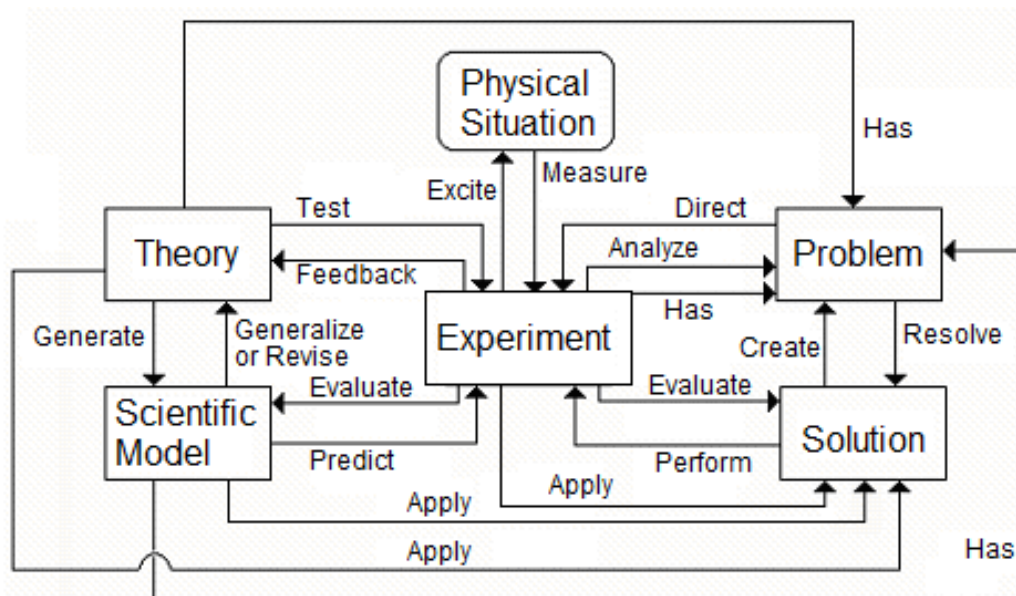 Physical
Situation
Has
Excite
Measure
Test
Direct
Theory
Analyze
Problem
Feedback
Has
Generate
Generalize
or Revise
Experiment
Create
Resolve
Evaluate
Evaluate
Scientific
Model
Solution
Predict
Perform
Apply
Apply
Apply
Has